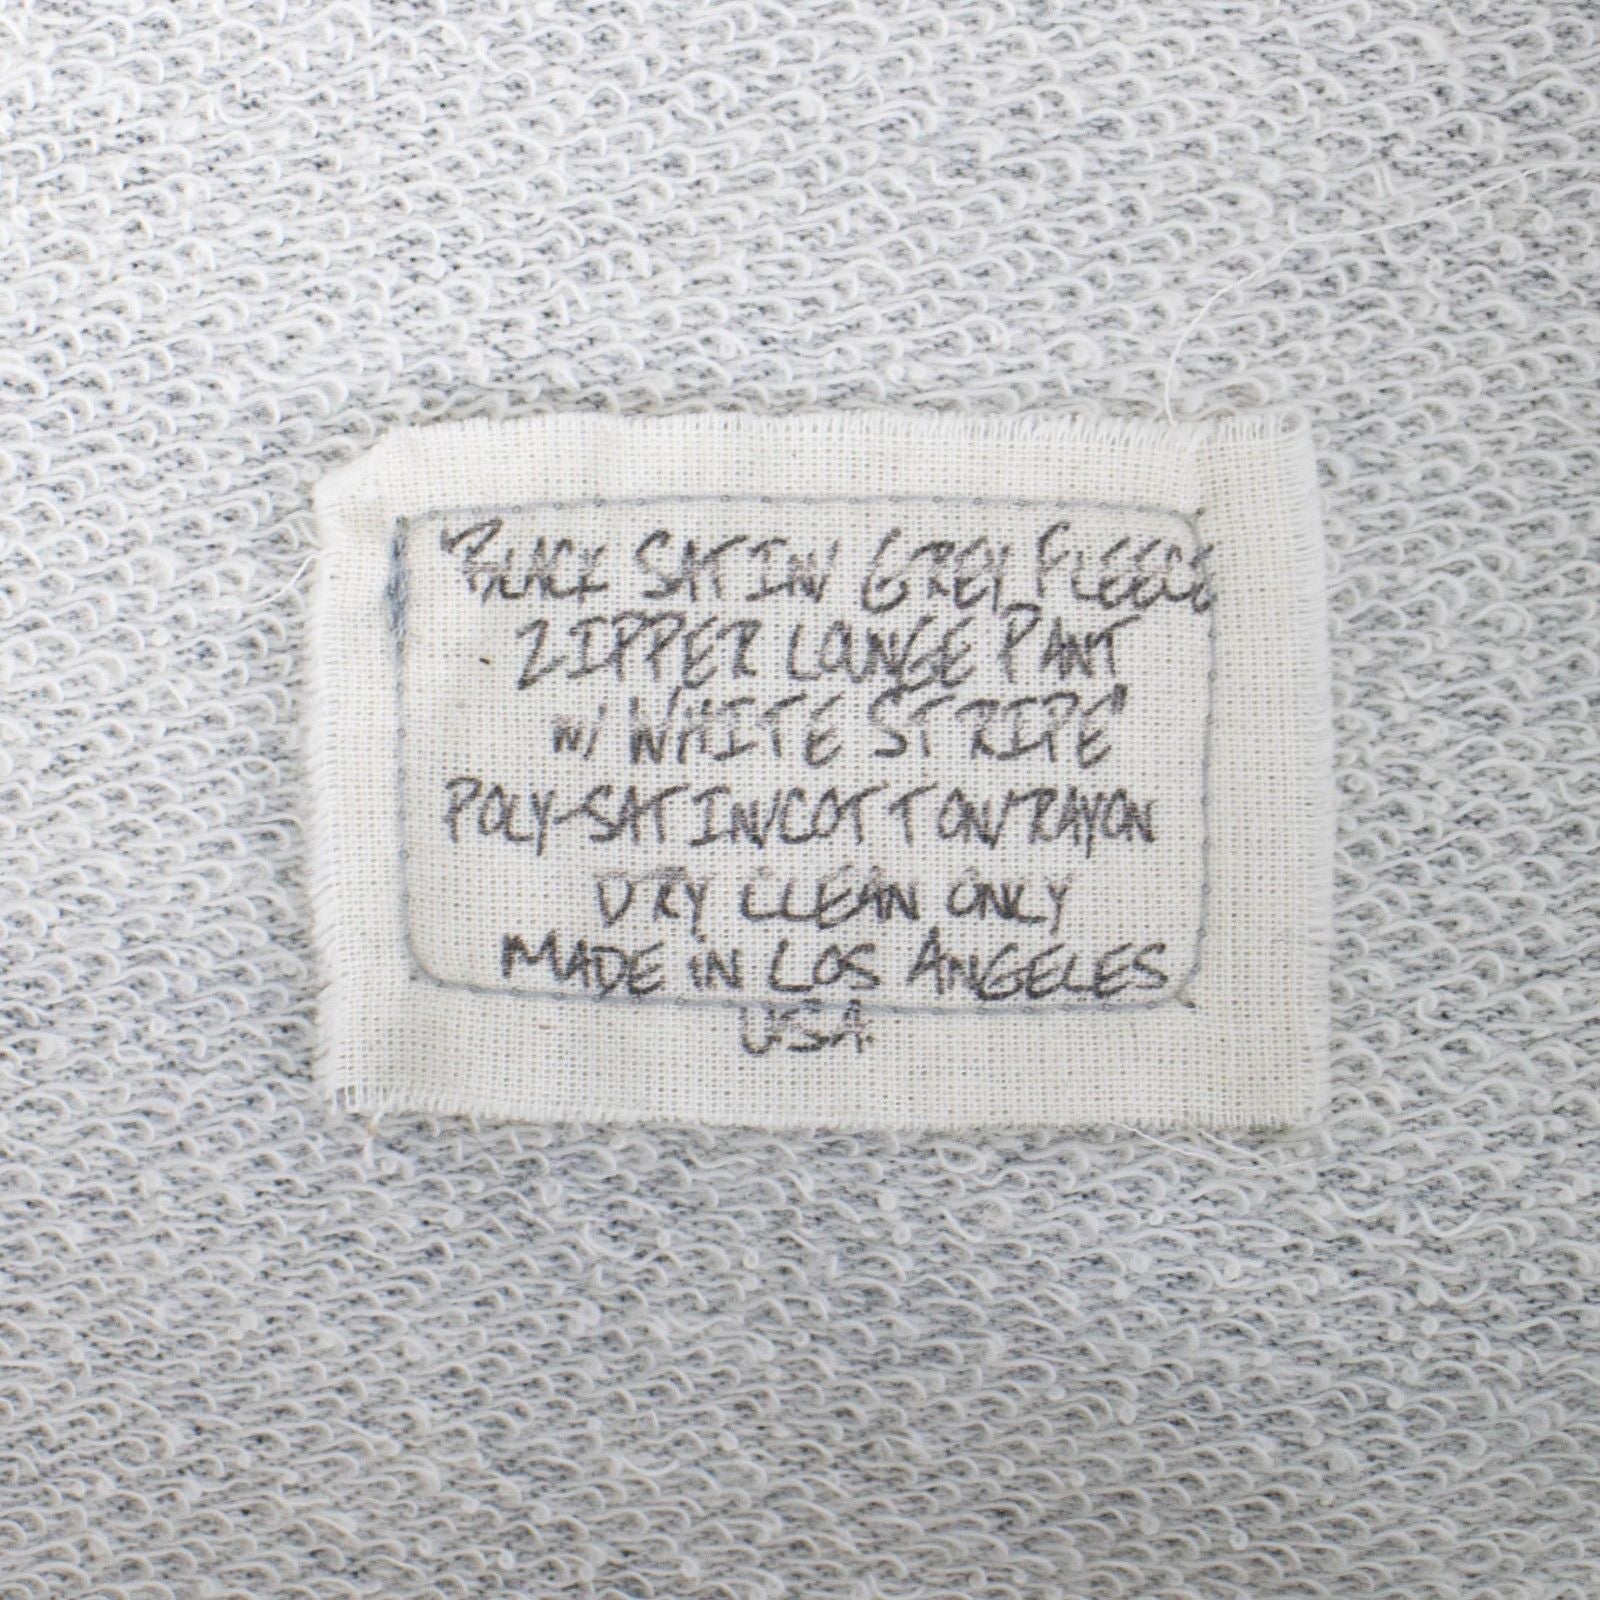 "BLACK SATIN GREY FLEECE
ZIPPER LOUNGE PANT
W/ WHITE STRIPE"
POLY-SATIN/COTTON/RAYON
DRY CLEAN ONLY
MADE IN LOS ANGELES
USA